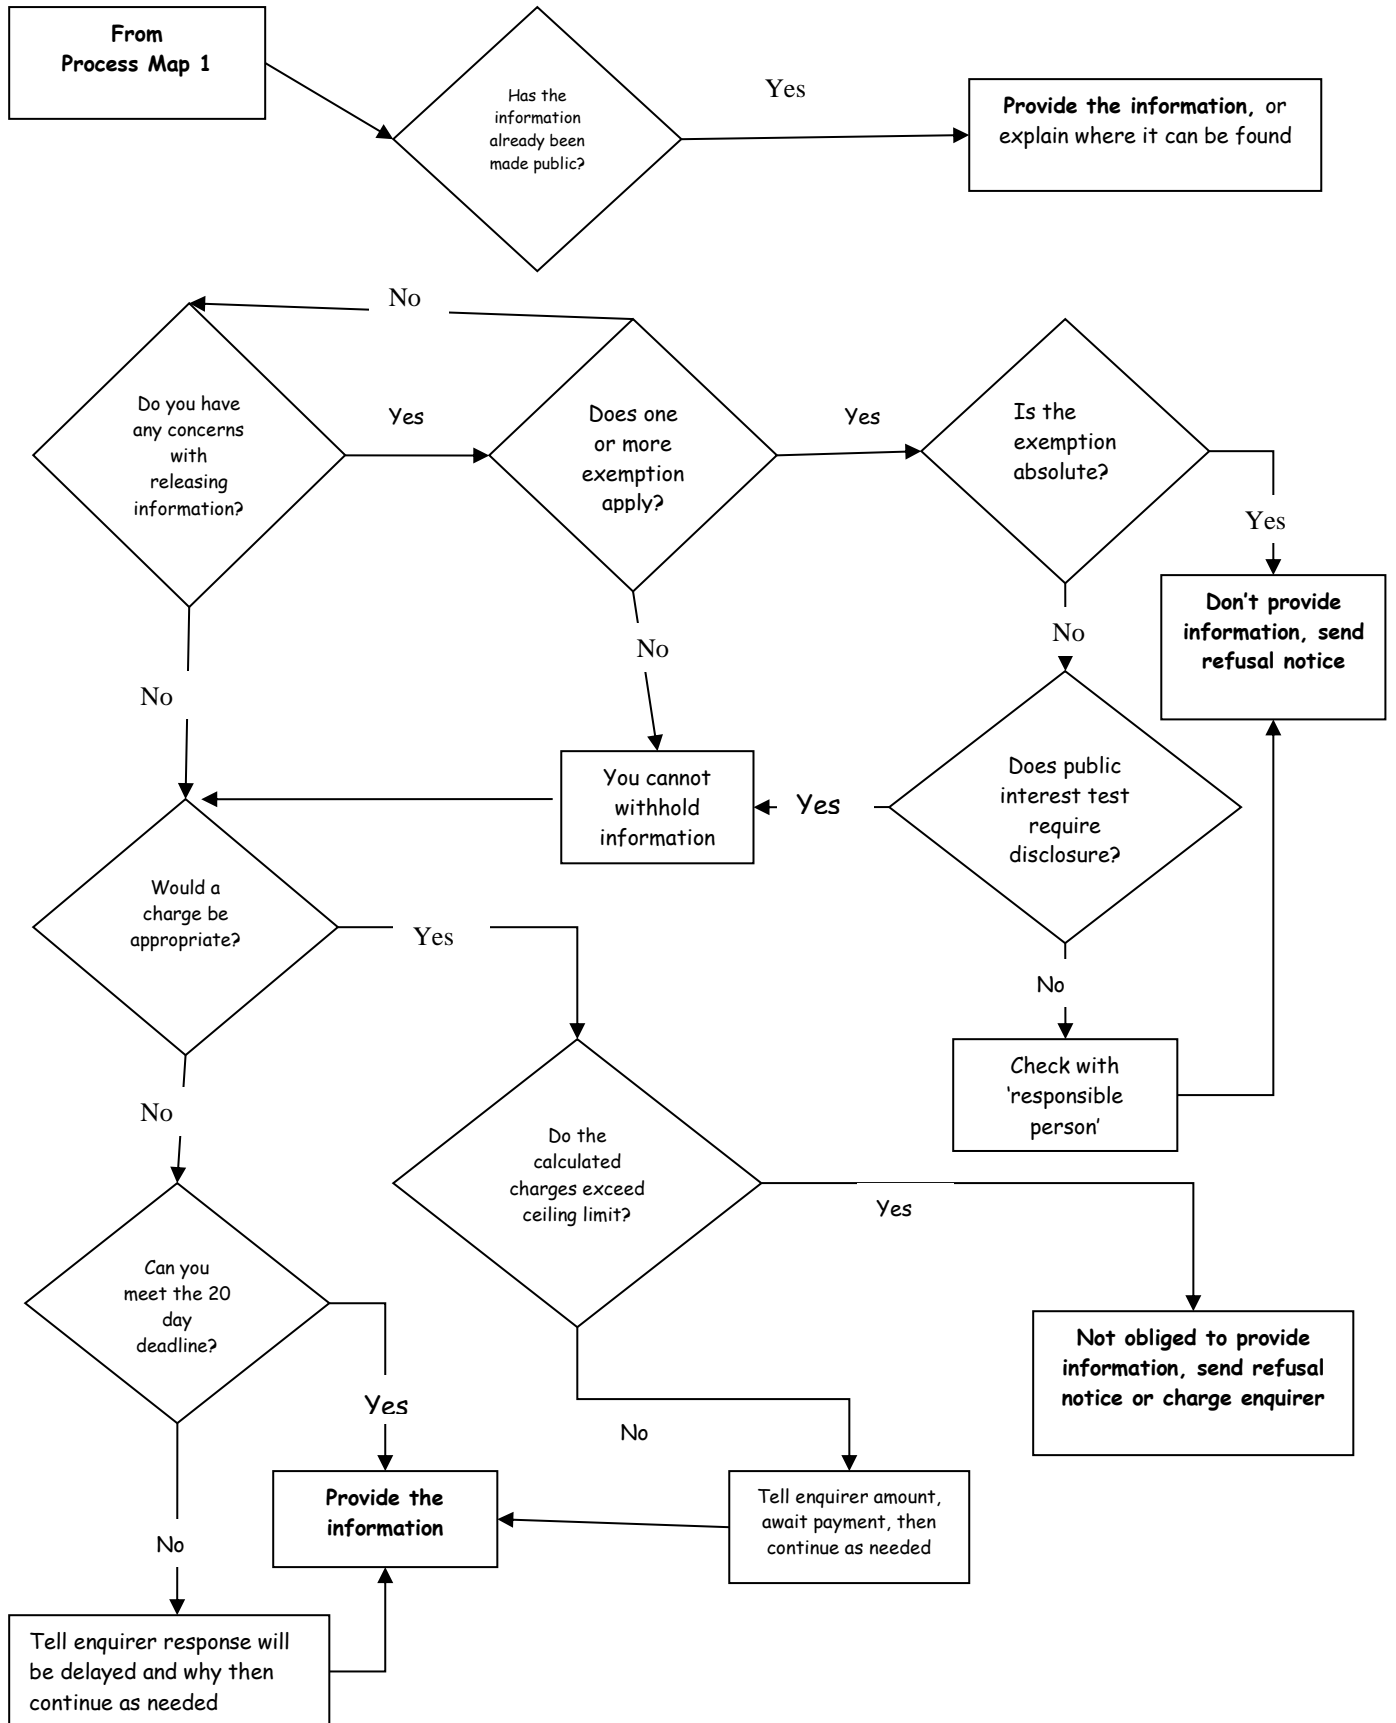 From
Process Map 1
Has the
information
already been
made public?
Yes
Provide the information, or
explain where it can be found
No
Do you have
any concerns
with
releasing
information?
Yes
Does one
or more
exemption
apply?
Yes
Is the
exemption
absolute?
Yes
Don't provide
information, send
refusal notice
No
No
No
You cannot
withhold
information
Yes
Does public
interest test
require
disclosure?
Would a
charge be
appropriate?
Yes
No
Check with
'responsible
person'
No
Do the
calculated
charges exceed
ceiling limit?
Yes
Can you
meet the 20
day
deadline?
Not obliged to provide
information, send refusal
notice or charge enquirer
Yes
No
Provide the
information
Tell enquirer amount,
await payment, then
continue as needed
No
Tell enquirer response will
be delayed and why then
continue as needed